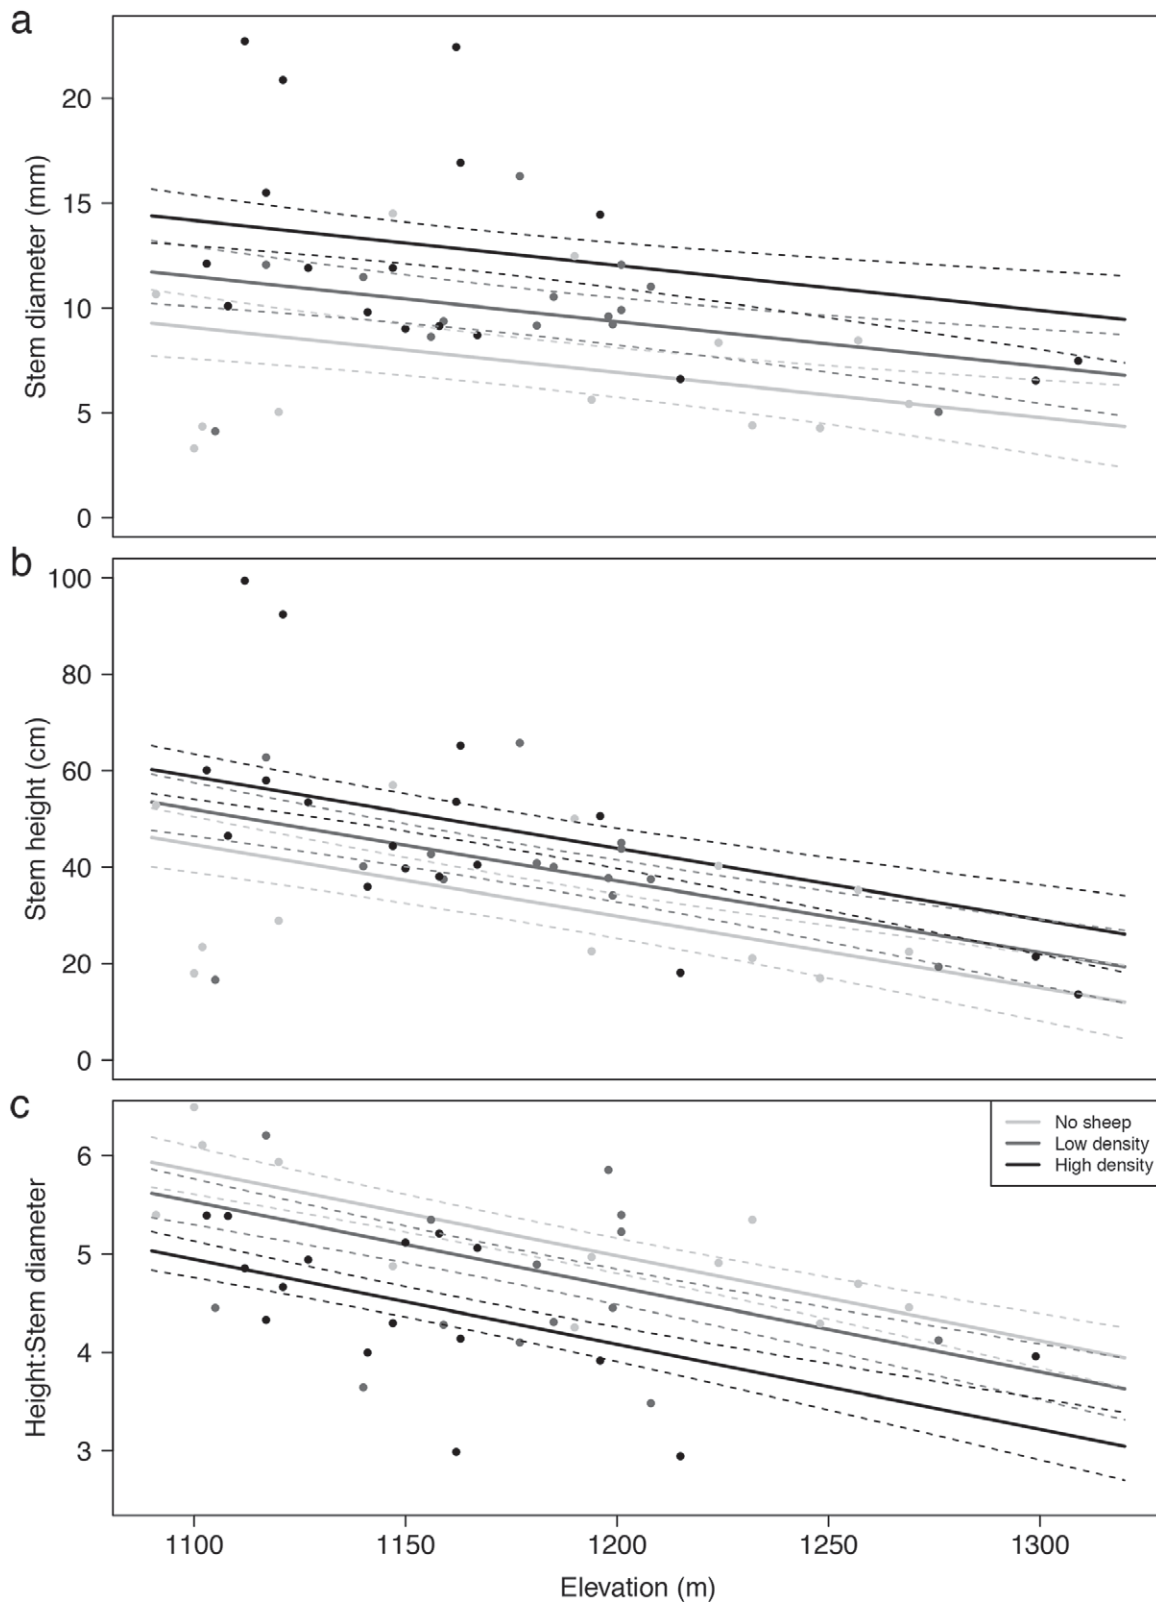 a
20
15
10
5
0
Stem diameter (mm)
b
100
80
60
40
20
0
Stem height (cm)
c
6
5
4
3
Height:Stem diameter
No sheep
Low density
High density
1100 1150 1200 1250 1300
Elevation (m)